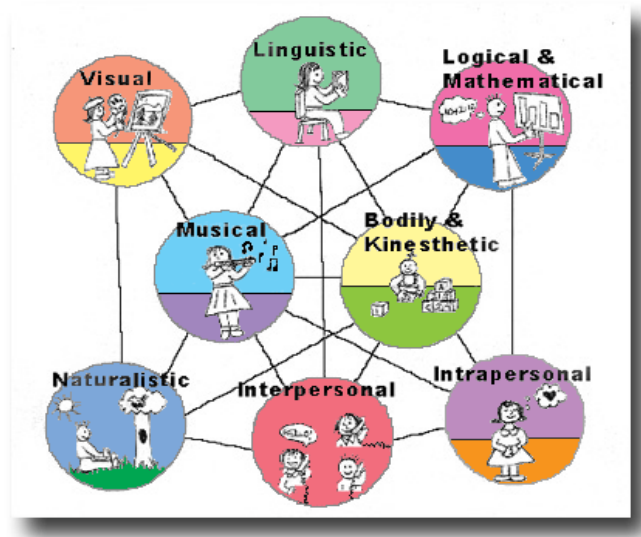 Linguistic
Visual
Logical &
Mathematical
Musical
Bodily &
Kinesthetic
Naturalistic
Interpersonal
Intrapersonal